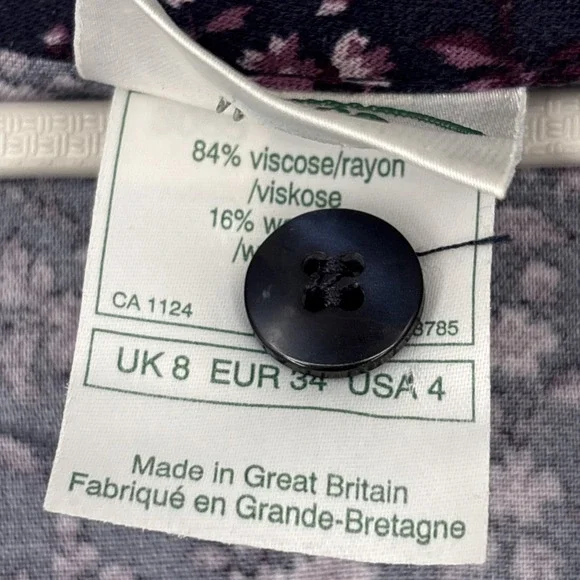 84% viscose/rayon
/viskose
16%
CA 1124
8785
UK 8 EUR 34 USA 4
Made in Great Britain
Fabriqué en Grande-Bretagne